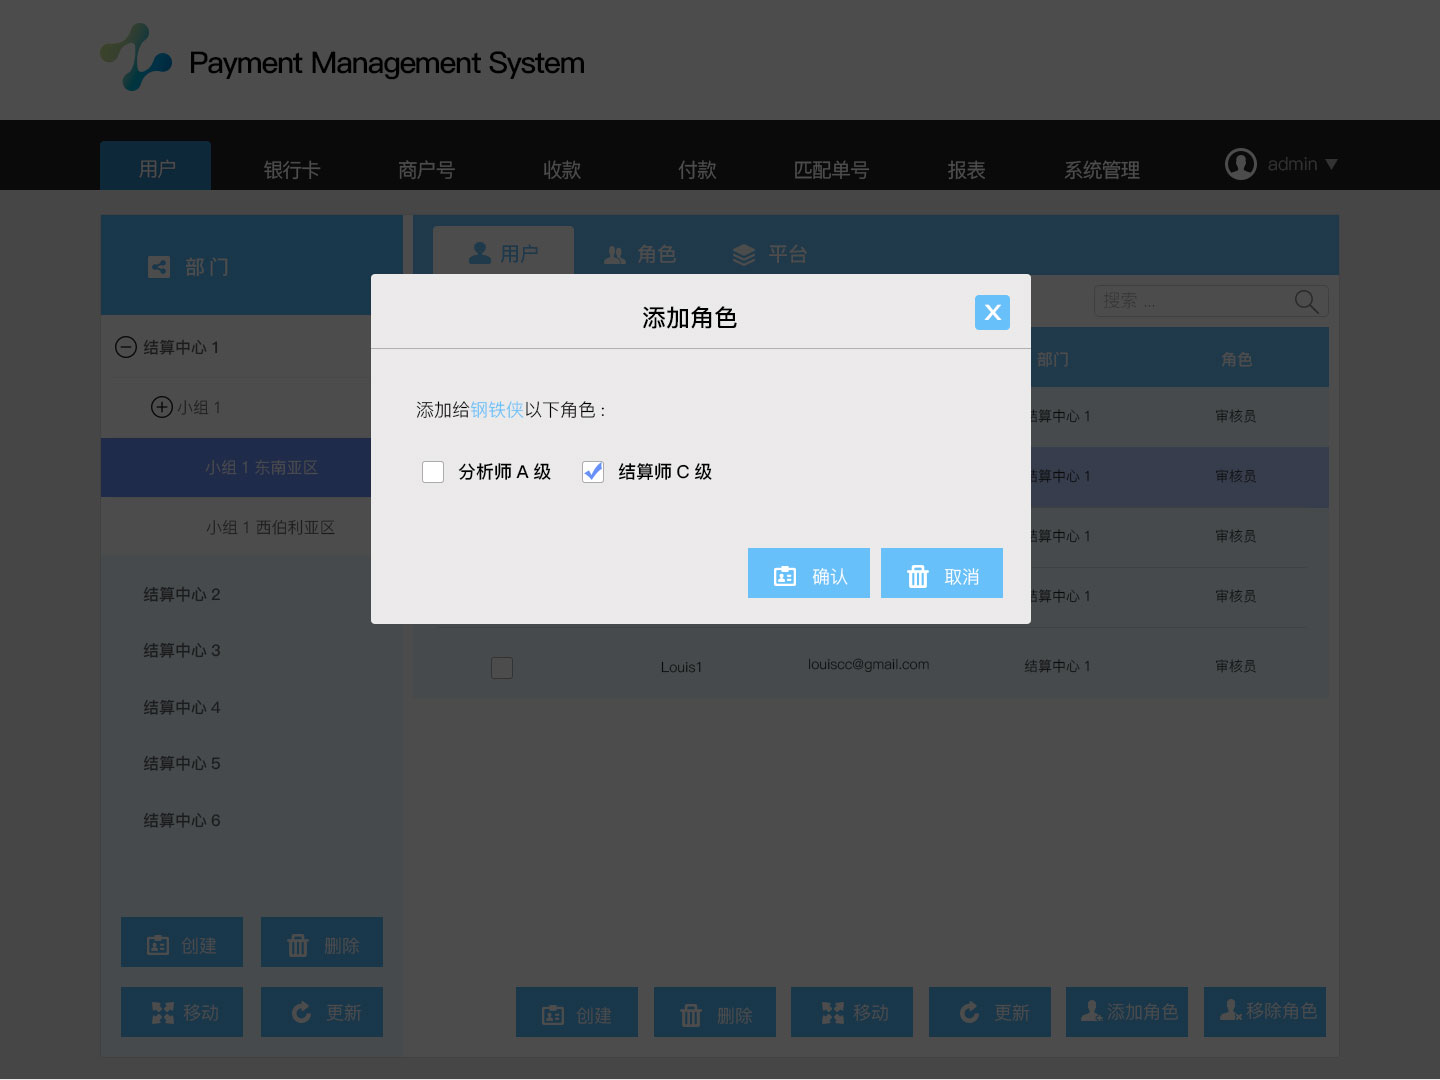 Payment Management System
用户 银行卡 商户号 收款 付款 匹配单号 报表 系统管理 admin
部门
用户 角色 平台
搜索 ...
部门 角色
结算中心 1
小组 1
小组 1 东南亚区
小组 1 西伯利亚区
结算中心 2
结算中心 3
结算中心 4
结算中心 5
结算中心 6
创建 删除
移动 更新
添加角色
X
添加给钢铁侠以下角色 :
分析师 A 级 结算师 C 级
确认 取消
结算中心 1 审核员
结算中心 1 审核员
结算中心 1 审核员
结算中心 1 审核员
Louis1 louiscc@gmail.com 结算中心 1 审核员
创建 删除 移动 更新 添加角色 移除角色